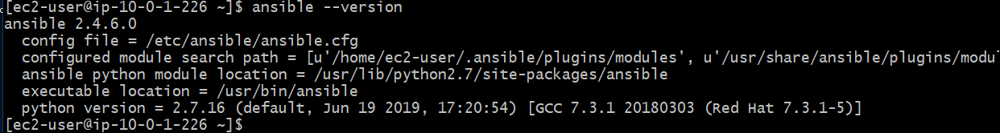 [ec2-user@ip-10-0-1-226 ~]$ ansible --version
ansible 2.4.6.0
  config file = /etc/ansible/ansible.cfg
  configured module search path = [u'/home/ec2-user/.ansible/plugins/modules', u'/usr/share/ansible/plugins/modul
  ansible python module location = /usr/lib/python2.7/site-packages/ansible
  executable location = /usr/bin/ansible
  python version = 2.7.16 (default, Jun 19 2019, 17:20:54) [GCC 7.3.1 20180303 (Red Hat 7.3.1-5)]
[ec2-user@ip-10-0-1-226 ~]$